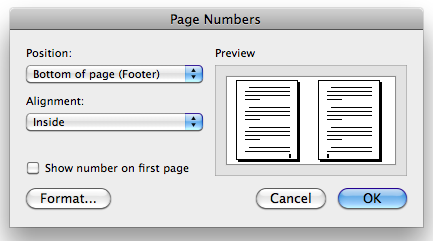 Page Numbers
Position:
Preview
Bottom of page (Footer)
Alignment:
Inside
Show number on first page
Format...
Cancel
OK